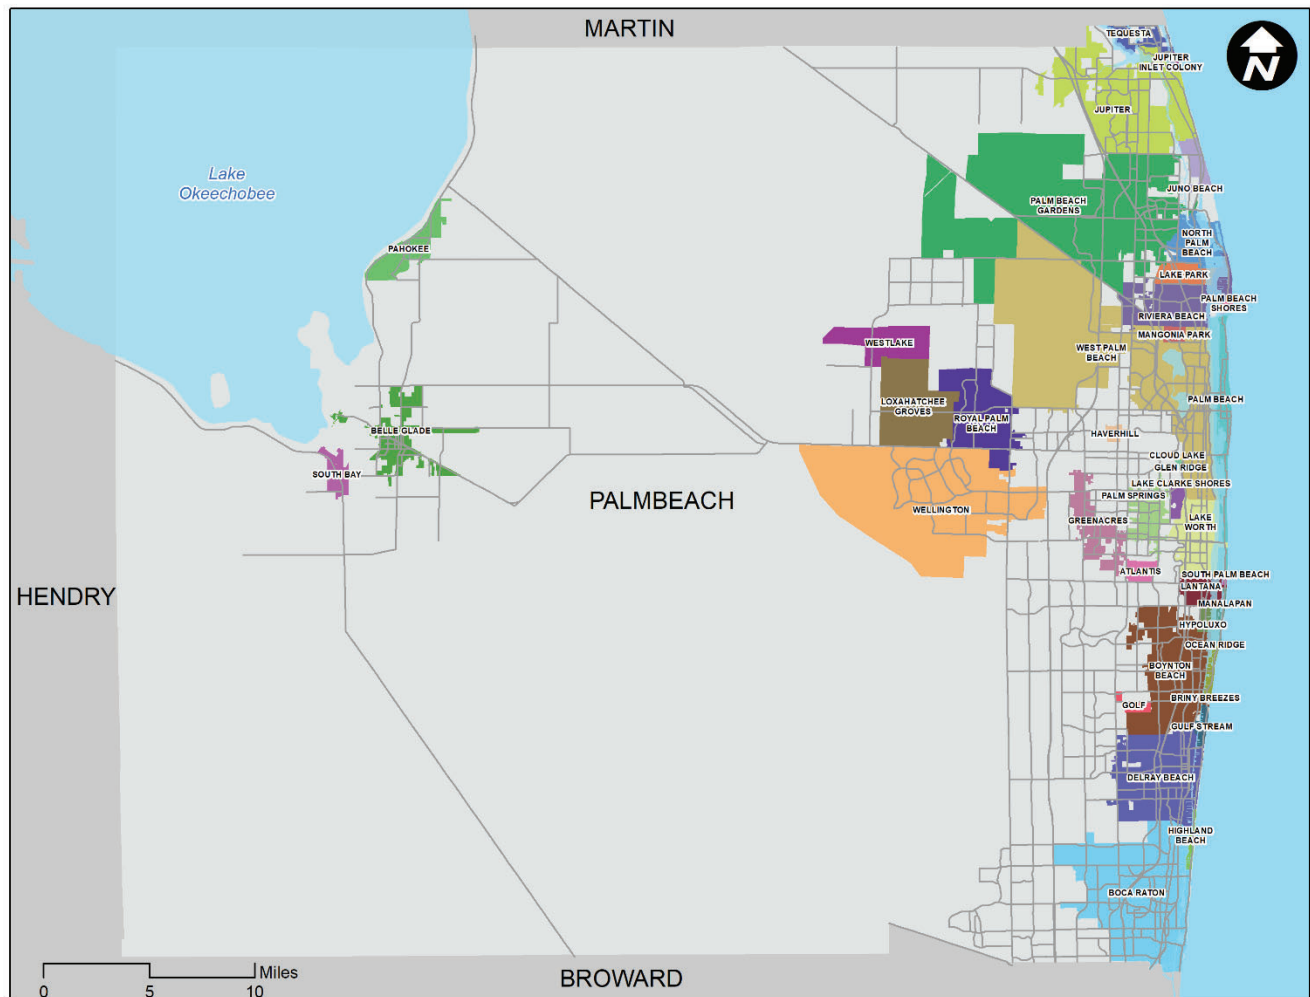 MARTIN
N
TEQUESTA
JUPITER
INLET COLONY
JUPITER
Lake
Okeechobee
JUNO BEACH
PALM BEACH
GARDENS
PAHOKEE
NORTH
PALM
BEACH
LAKE PARK
PALM BEACH
SHORES
RIVIERA BEACH
MANGONIA PARK
WESTLAKE
WEST PALM
BEACH
LOXAHATCHEE
GROVES
PALM BEACH
ROYAL PALM
BEACH
BELLE GLADE
HAVERHILL
CLOUD LAKE
GLEN RIDGE
SOUTH BAY
LAKE CLARKE SHORES
PALM SPRINGS
PALMBEACH
WELLINGTON
GREENACRES
LAKE
WORTH
ATLANTIS
SOUTH PALM BEACH
LANTANA
HENDRY
MANALAPAN
HYPOLUXO
OCEAN RIDGE
BOYNTON
BEACH
BRINY BREEZES
GOLF
GULF STREAM
DELRAY BEACH
HIGHLAND
BEACH
BOCA RATON
Miles
0 5 10
BROWARD